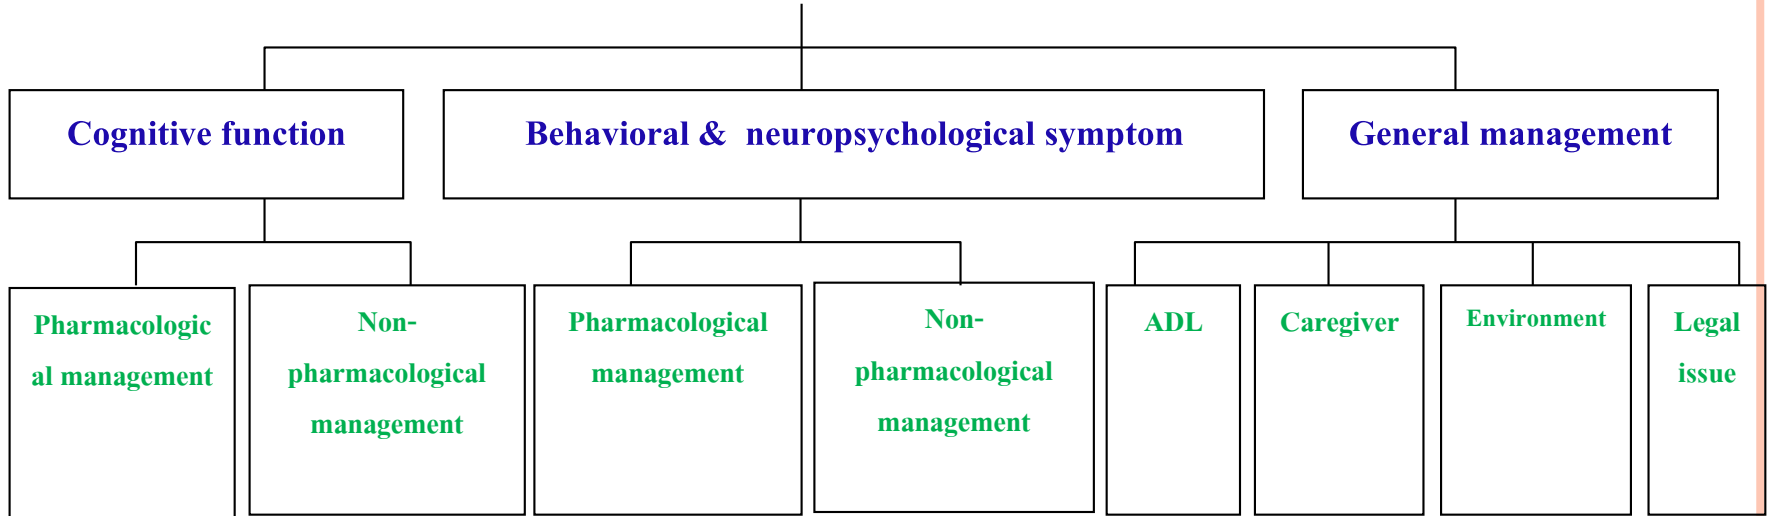 Cognitive function
Behavioral & neuropsychological symptom
General management
Pharmacologic
al management
Non-
pharmacological
management
Pharmacological
management
Non-
pharmacological
management
ADL
Caregiver
Environment
Legal
issue